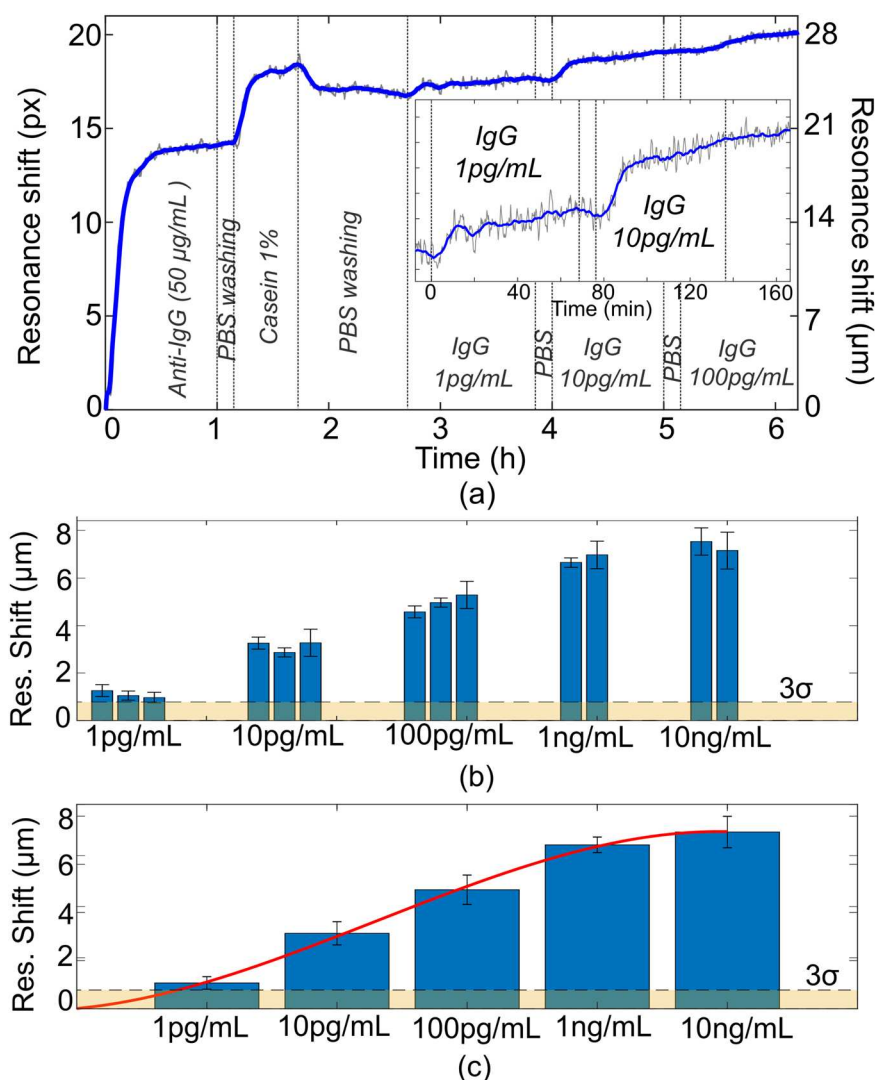 20
15
10
5
0
Resonance shift (px)
28
21
14
7
0
Resonance shift (μm)
Anti-IgG (50 μg/mL)
PBS washing
Casein 1%
PBS washing
IgG
1pg/mL
PBS
IgG
10pg/mL
PBS
IgG
100pg/mL
IgG
1pg/mL
IgG
10pg/mL
0 40 80 120 160
Time (min)
0 1 2 3 4 5 6
Time (h)
(a)
Res. Shift (μm)
8
6
4
2
0
3σ
1pg/mL 10pg/mL 100pg/mL 1ng/mL 10ng/mL
(b)
Res. Shift (μm)
8
6
4
2
0
3σ
1pg/mL 10pg/mL 100pg/mL 1ng/mL 10ng/mL
(c)